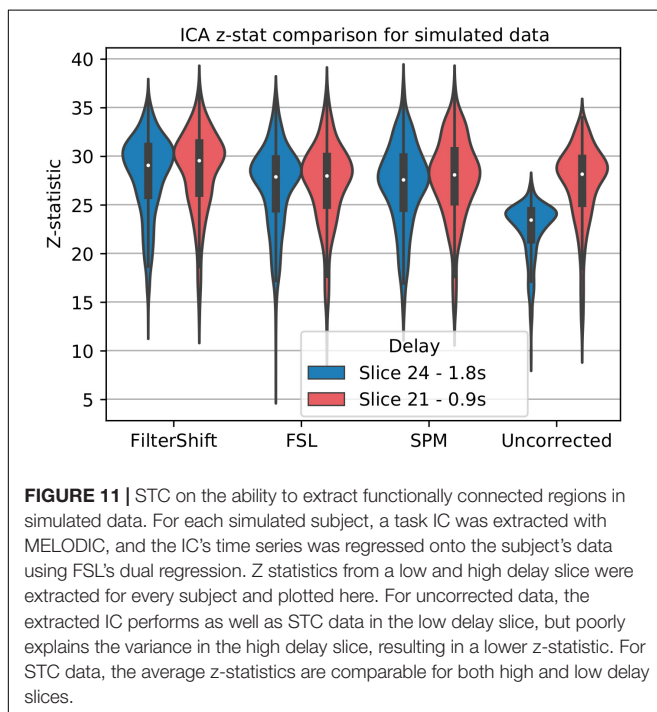 ICA z-stat comparison for simulated data
Z-statistic
40
35
30
25
20
15
10
5
Delay
Slice 24 - 1.8s
Slice 21 - 0.9s
FilterShift FSL SPM Uncorrected
FIGURE 11 | STC on the ability to extract functionally connected regions in
simulated data. For each simulated subject, a task IC was extracted with
MELODIC, and the IC's time series was regressed onto the subject's data
using FSL's dual regression. Z statistics from a low and high delay slice were
extracted for every subject and plotted here. For uncorrected data, the
extracted IC performs as well as STC data in the low delay slice, but poorly
explains the variance in the high delay slice, resulting in a lower z-statistic. For
STC data, the average z-statistics are comparable for both high and low delay
slices.